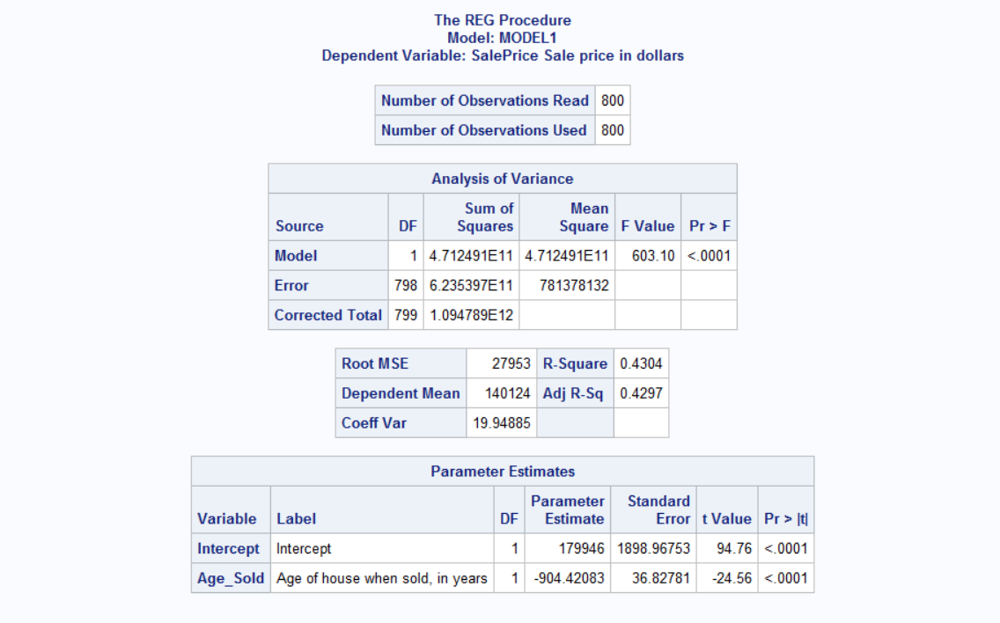 The REG Procedure
Model: MODEL1
Dependent Variable: SalePrice Sale price in dollars
Number of Observations Read 800
Number of Observations Used 800
Analysis of Variance
Source DF Sum of Squares Mean Square F Value Pr > F
Model 1 4.712491E11 4.712491E11 603.10 <.0001
Error 798 6.235397E11 781378132
Corrected Total 799 1.094789E12
Root MSE 27953 R-Square 0.4304
Dependent Mean 140124 Adj R-Sq 0.4297
Coeff Var 19.94885
Parameter Estimates
Variable Label DF Parameter Estimate Standard Error t Value Pr > |t|
Intercept Intercept 1 179946 1898.96753 94.76 <.0001
Age_Sold Age of house when sold, in years 1 -904.42083 36.82781 -24.56 <.0001